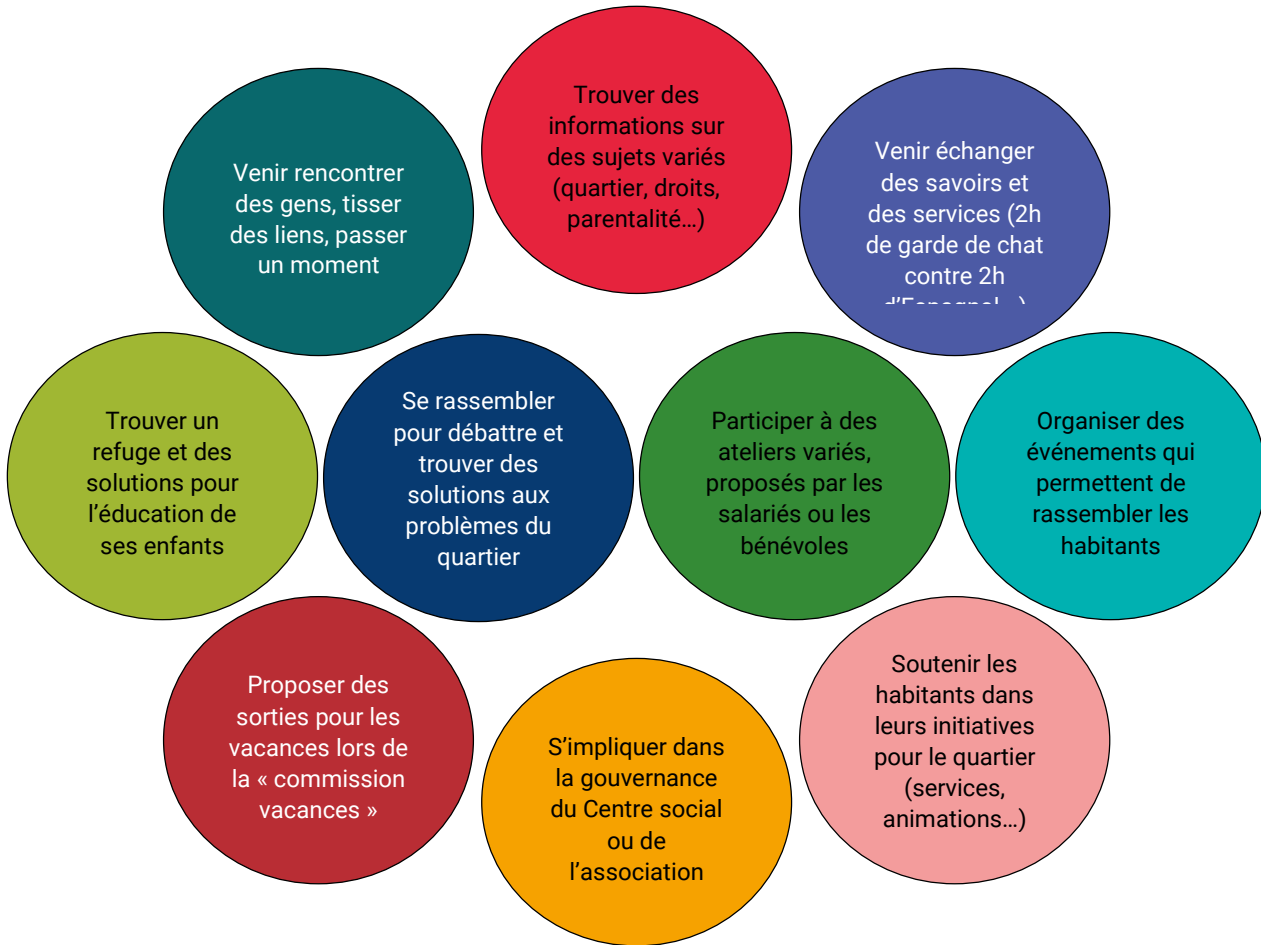 Trouver des
informations sur
des sujets variés
(quartier, droits,
parentalité…)
Venir rencontrer
des gens, tisser
des liens, passer
un moment
Venir échanger
des savoirs et
des services (2h
de garde de chat
contre 2h
d’Espagnol…)
Trouver un
refuge et des
solutions pour
l’éducation de
ses enfants
Se rassembler
pour débattre et
trouver des
solutions aux
problèmes du
quartier
Participer à des
ateliers variés,
proposés par les
salariés ou les
bénévoles
Organiser des
événements qui
permettent de
rassembler les
habitants
Proposer des
sorties pour les
vacances lors de
la « commission
vacances »
S’impliquer dans
la gouvernance
du Centre social
ou de
l’association
Soutenir les
habitants dans
leurs initiatives
pour le quartier
(services,
animations…)